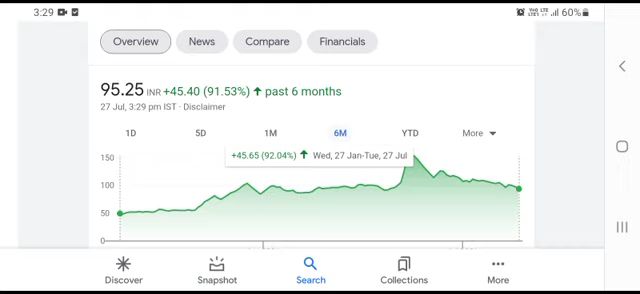 3:29
60%
Overview News Compare Financials
95.25 INR +45.40 (91.53%) ↑ past 6 months
27 Jul, 3:29 pm IST · Disclaimer
1D 5D 1M 6M YTD More
+45.65 (92.04%) ↑ Wed, 27 Jan-Tue, 27 Jul
150
100
50
0
Discover Snapshot Search Collections More